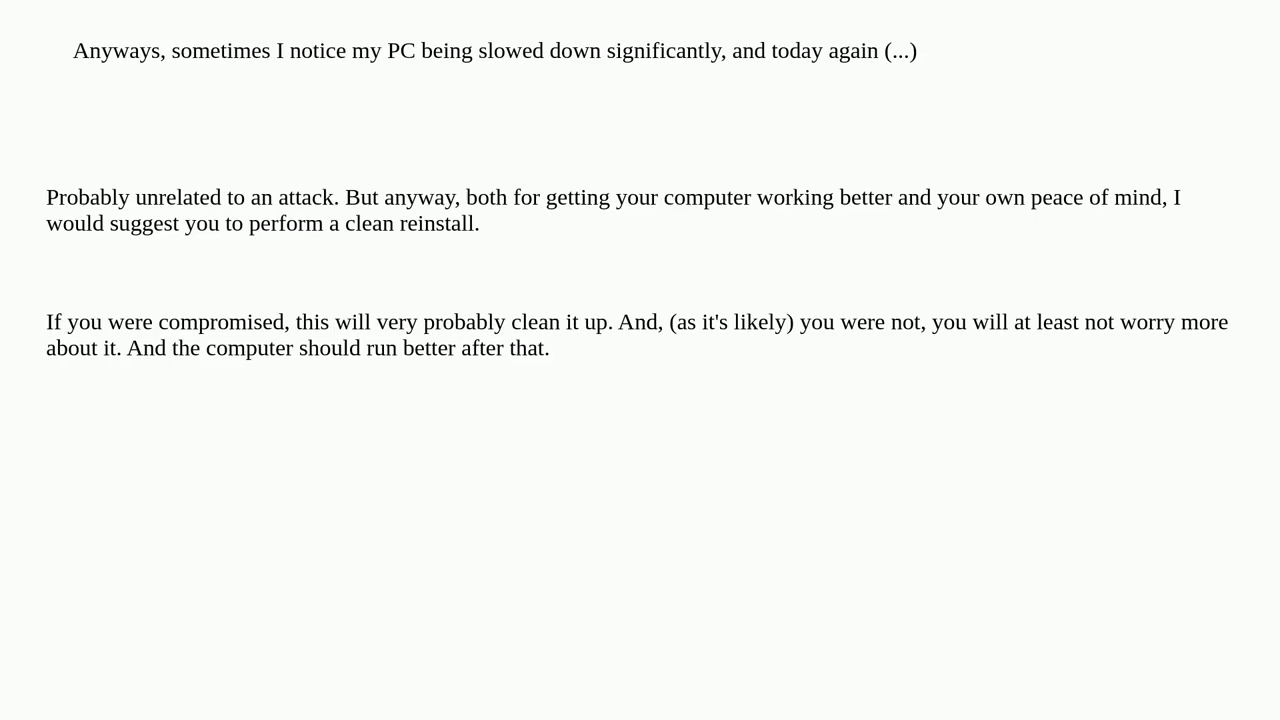 Anyways, sometimes I notice my PC being slowed down significantly, and today again (...)
Probably unrelated to an attack. But anyway, both for getting your computer working better and your own peace of mind, I
would suggest you to perform a clean reinstall.
If you were compromised, this will very probably clean it up. And, (as it's likely) you were not, you will at least not worry more
about it. And the computer should run better after that.